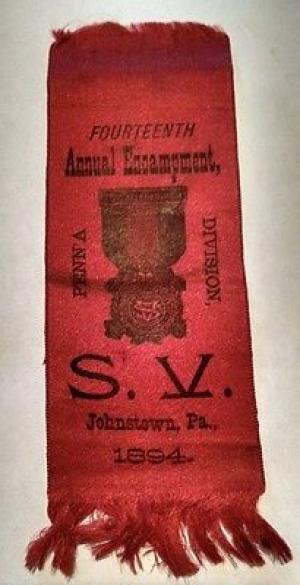 FOURTEENTH
Annual Encampment,
PENN'A
DIVISION,
S. V.
Johnstown, Pa.,
1894.